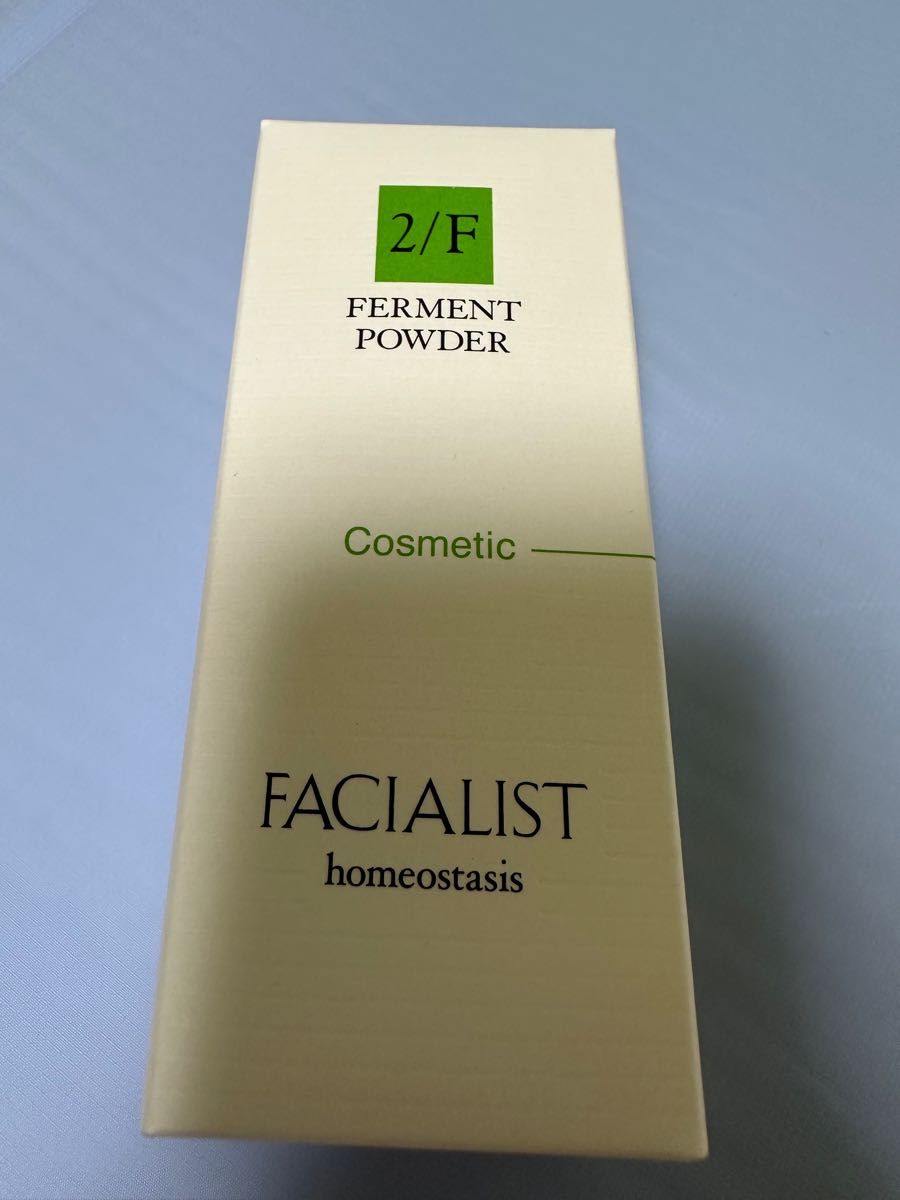 2/F
FERMENT
POWDER
Cosmetic
FACIALIST
homeostasis